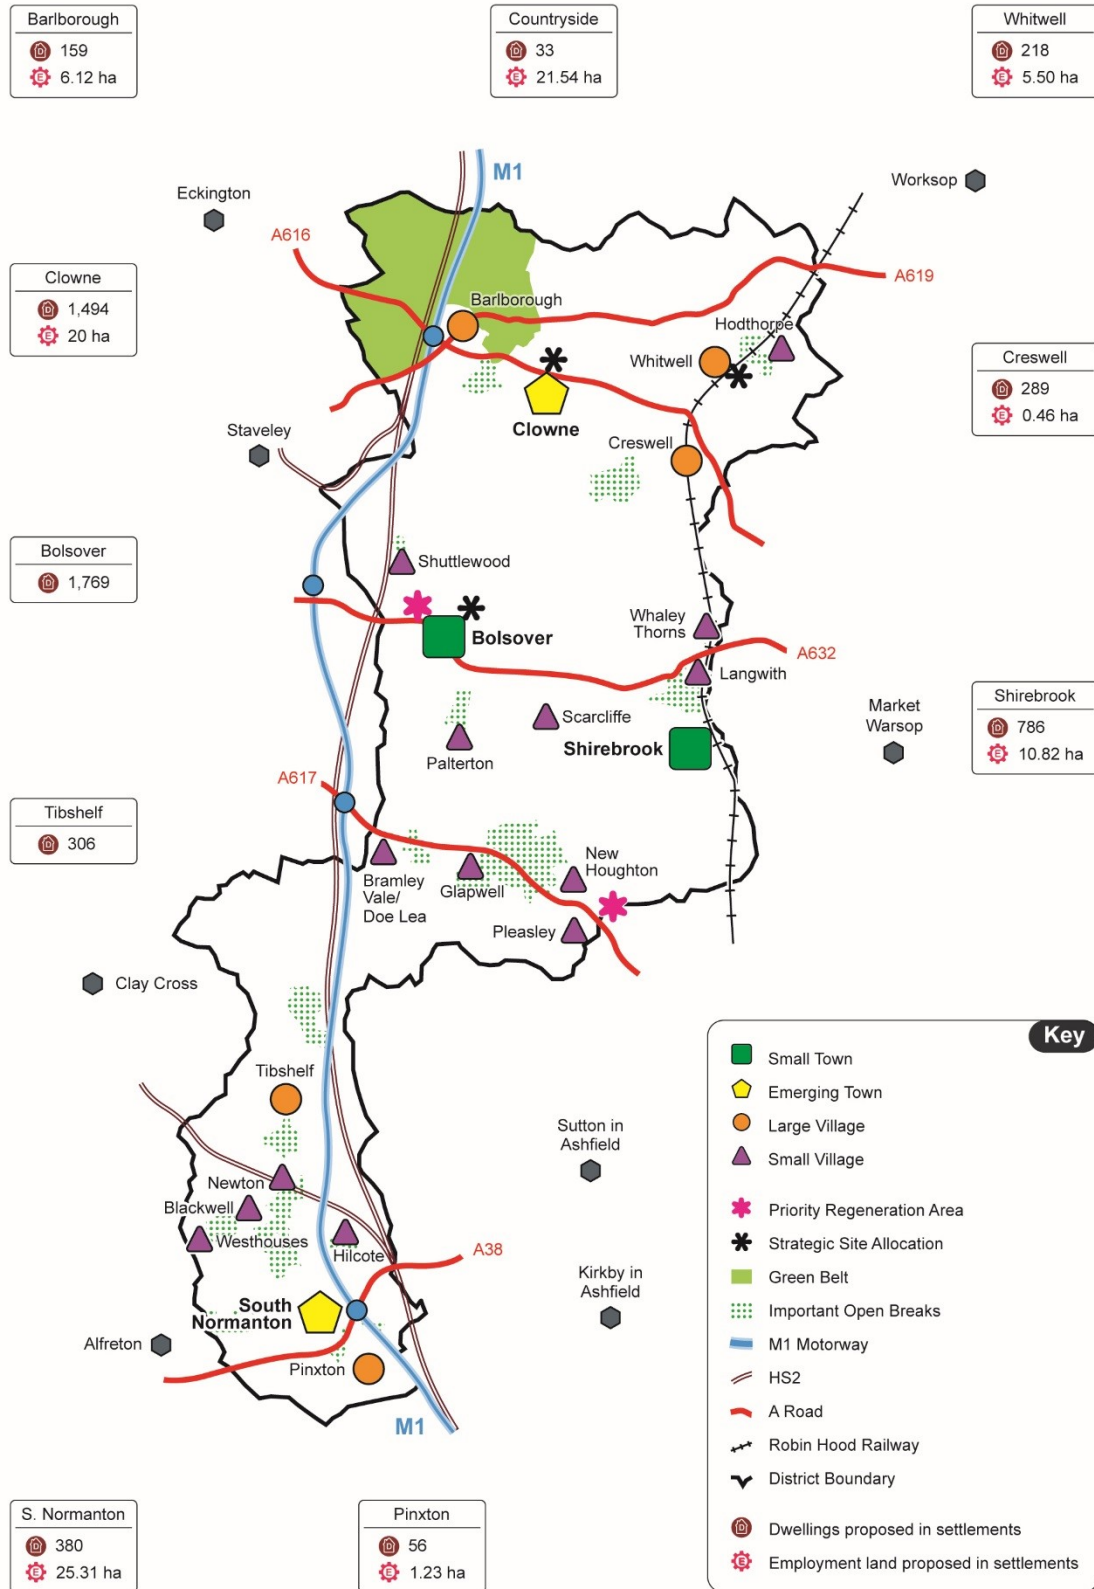 Barlborough
159
6.12 ha
Countryside
33
21.54 ha
Whitwell
218
5.50 ha
M1
Eckington
Worksop
A616
A619
Clowne
1,494
20 ha
Barlborough
Hodthorpe
Whitwell
Creswell
289
0.46 ha
Clowne
Staveley
Creswell
Bolsover
1,769
Shuttlewood
Whaley
Thorns
Bolsover
A632
Langwith
Shirebrook
786
10.82 ha
Market
Warsop
Scarcliffe
Shirebrook
Palterton
A617
Tibshelf
306
New
Houghton
Bramley
Vale/
Doe Lea
Glapwell
Pleasley
Clay Cross
Key
Small Town
Emerging Town
Large Village
Small Village
Priority Regeneration Area
Strategic Site Allocation
Green Belt
Important Open Breaks
M1 Motorway
HS2
A Road
Robin Hood Railway
District Boundary
D Dwellings proposed in settlements
E Employment land proposed in settlements
Tibshelf
Sutton in
Ashfield
Newton
Blackwell
Westhouses
Hilcote
A38
Kirkby in
Ashfield
South
Normanton
Alfreton
Pinxton
M1
S. Normanton
380
25.31 ha
Pinxton
56
1.23 ha